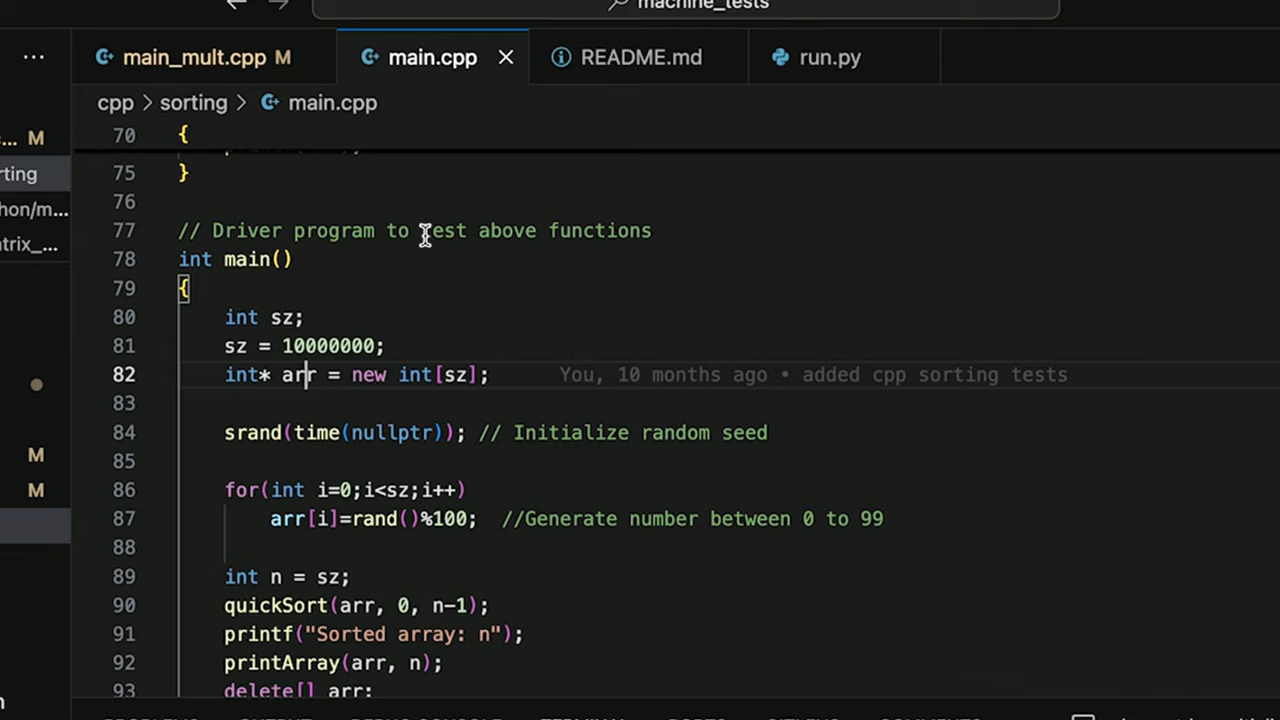 machine_tests
main_mult.cpp M
main.cpp
README.md
run.py
cpp > sorting > main.cpp
M
rting
hon/m...
trix_...
M
M
70 {
75 }
76
77 // Driver program to test above functions
78 int main()
79 {
80 int sz;
81 sz = 10000000;
82 int* arr = new int[sz]; You, 10 months ago • added cpp sorting tests
83
84 srand(time(nullptr)); // Initialize random seed
85
86 for(int i=0;i<sz;i++)
87 arr[i]=rand()%100; //Generate number between 0 to 99
88
89 int n = sz;
90 quickSort(arr, 0, n-1);
91 printf("Sorted array: n");
92 printArray(arr, n);
93 delete[] arr;